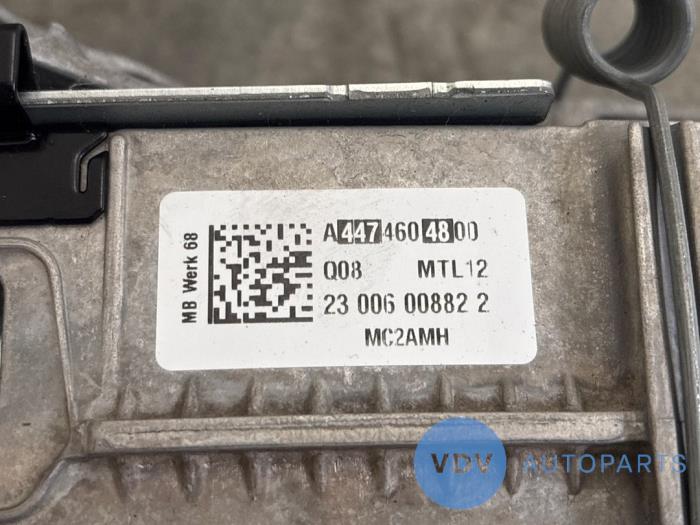 MB Werk 68
A 447 460 48 00
Q08 MTL12
23 006 00882 2
MC2AMH
VDV AUTOPARTS